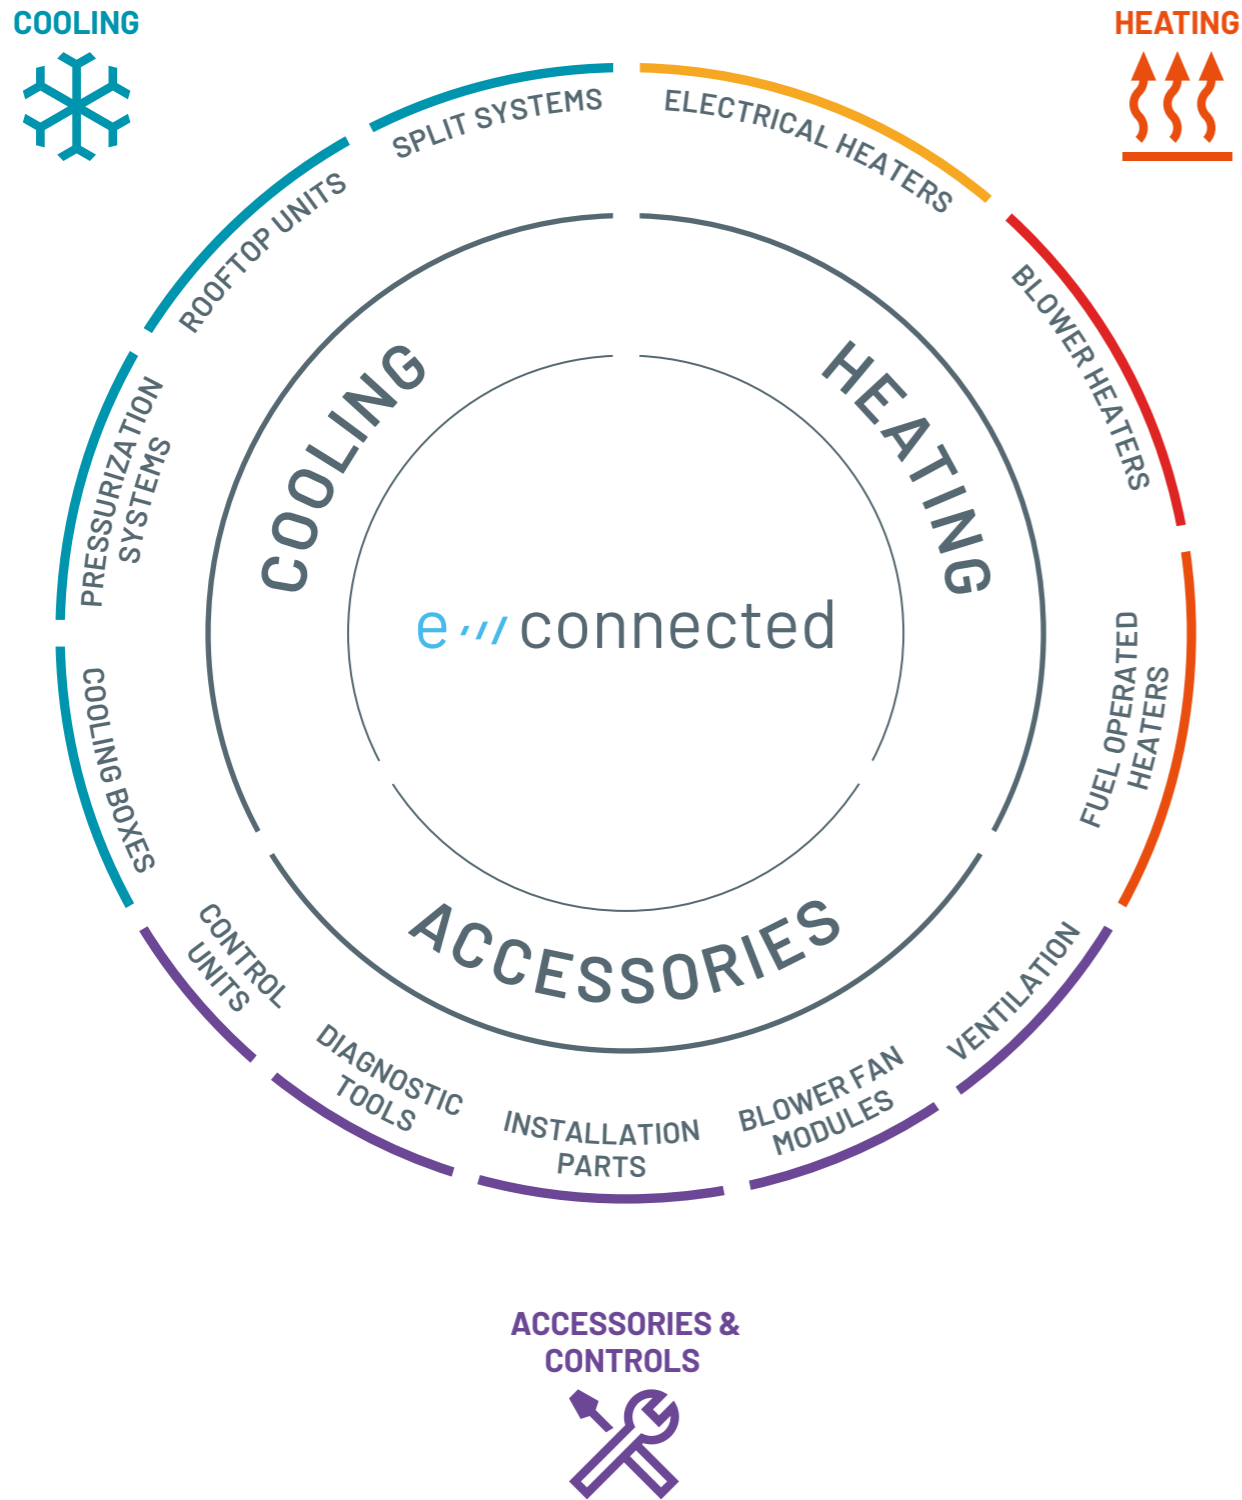 COOLING
HEATING
SPLIT SYSTEMS
ELECTRICAL HEATERS
ROOFTOP UNITS
BLOWER HEATERS
PRESSURIZATION
SYSTEMS
COOLING
HEATING
e connected
FUEL OPERATED
HEATERS
COOLING BOXES
ACCESSORIES
CONTROL
UNITS
DIAGNOSTIC
TOOLS
INSTALLATION
PARTS
BLOWER FAN
MODULES
VENTILATION
ACCESSORIES &
CONTROLS